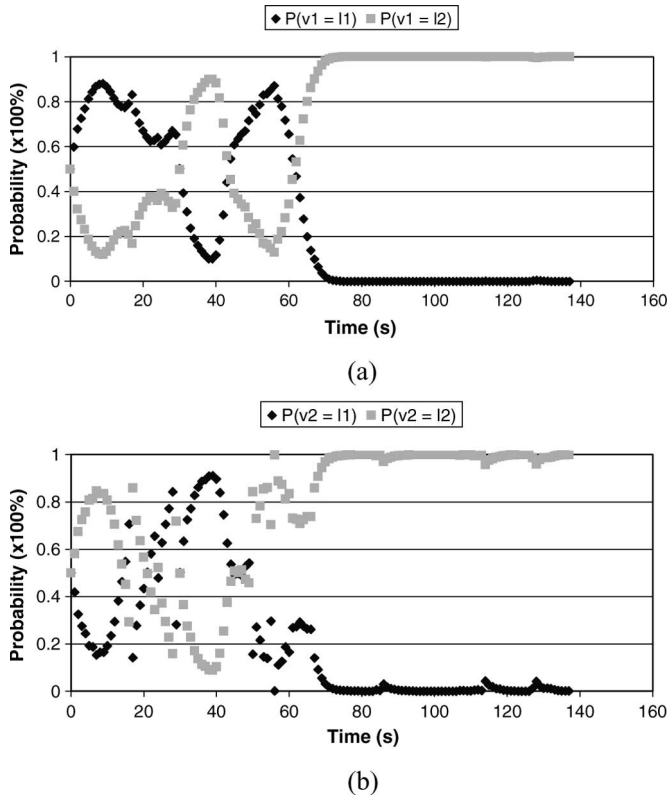 P(v1 = l1) P(v1 = l2)
Probability (x100%)
1
0.8
0.6
0.4
0.2
0
0 20 40 60 80 100 120 140 160
Time (s)
(a)
P(v2 = l1) P(v2 = l2)
Probability (x100%)
1
0.8
0.6
0.4
0.2
0
0 20 40 60 80 100 120 140 160
Time (s)
(b)